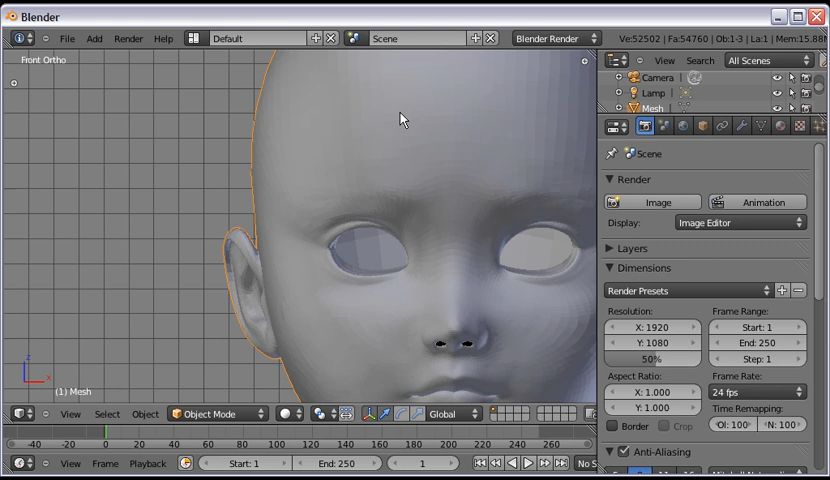 Blender
File Add Render Help Default Scene Blender Render Ve:52502 | Fa:54760 | Ob:1-3 | La:1 | Mem:15.88
Front Ortho
View Search All Scenes
Camera
Lamp
Mesh
Scene
Render
Image Animation
Display: Image Editor
Layers
Dimensions
Render Presets
Resolution: Frame Range:
X: 1920 Start: 1
Y: 1080 End: 250
50% Step: 1
Aspect Ratio: Frame Rate:
X: 1.000 24 fps
Y: 1.000 Time Remapping:
Border Crop N: 100
Anti-Aliasing
z
x
(1) Mesh
View Select Object Object Mode Global
-40 -20 0 20 40 60 80 100 120 140 160 180 200 220 240 260
View Frame Playback Start: 1 End: 250 1 No S